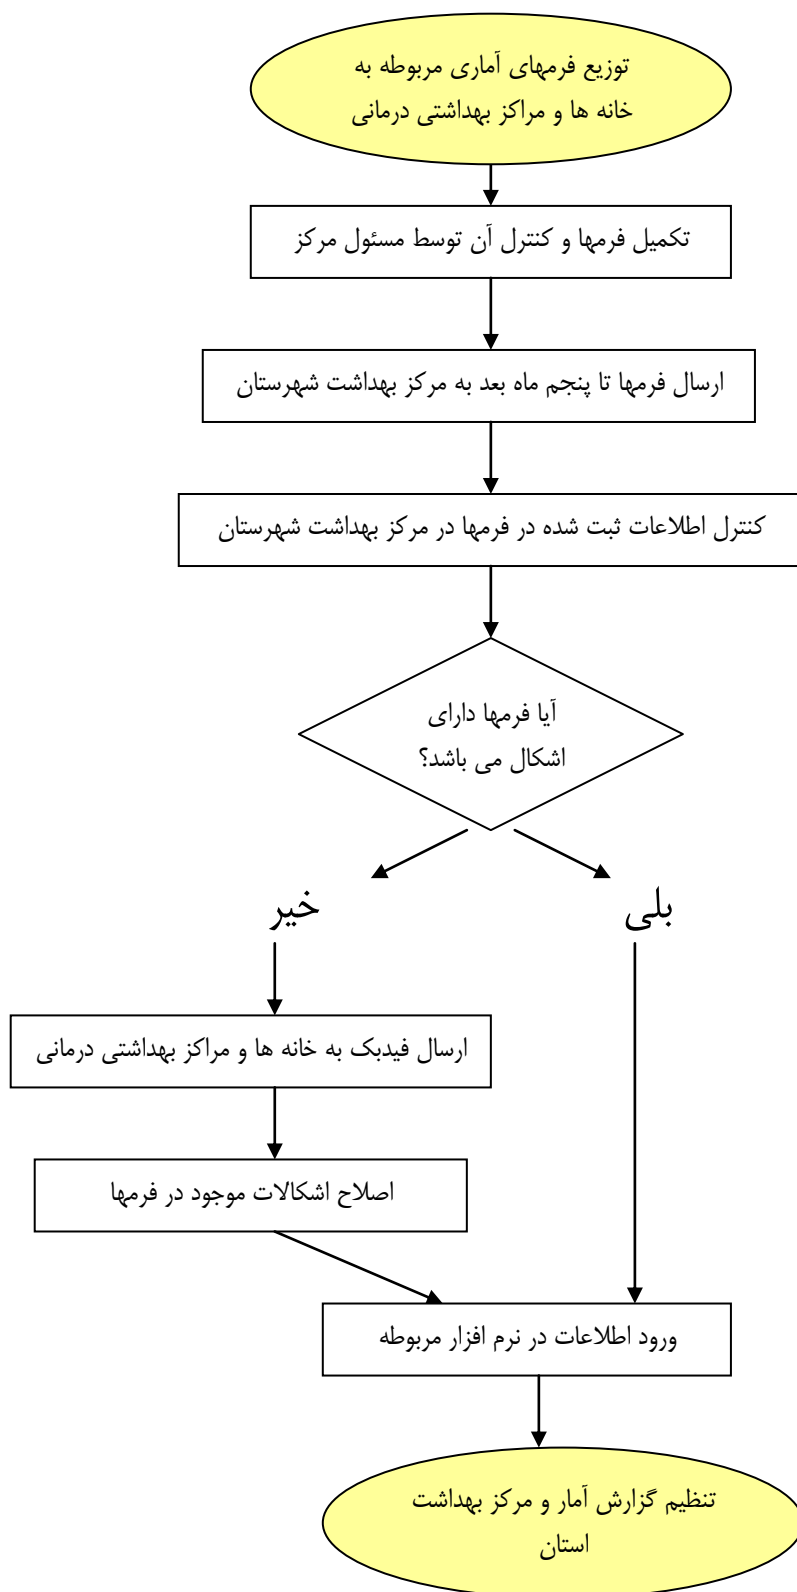 توزیع فرمهای آماری مربوطه به
خانه ها و مراکز بهداشتی درمانی
تکمیل فرمها و کنترل آن توسط مسئول مرکز
ارسال فرمها تا پنجم ماه بعد به مرکز بهداشت شهرستان
کنترل اطلاعات ثبت شده در فرمها در مرکز بهداشت شهرستان
آیا فرمها دارای
اشکال می باشد؟
بلی
خیر
ارسال فیدبک به خانه ها و مراکز بهداشتی درمانی
اصلاح اشکالات موجود در فرمها
ورود اطلاعات در نرم افزار مربوطه
تنظیم گزارش آمار و مرکز بهداشت
استان